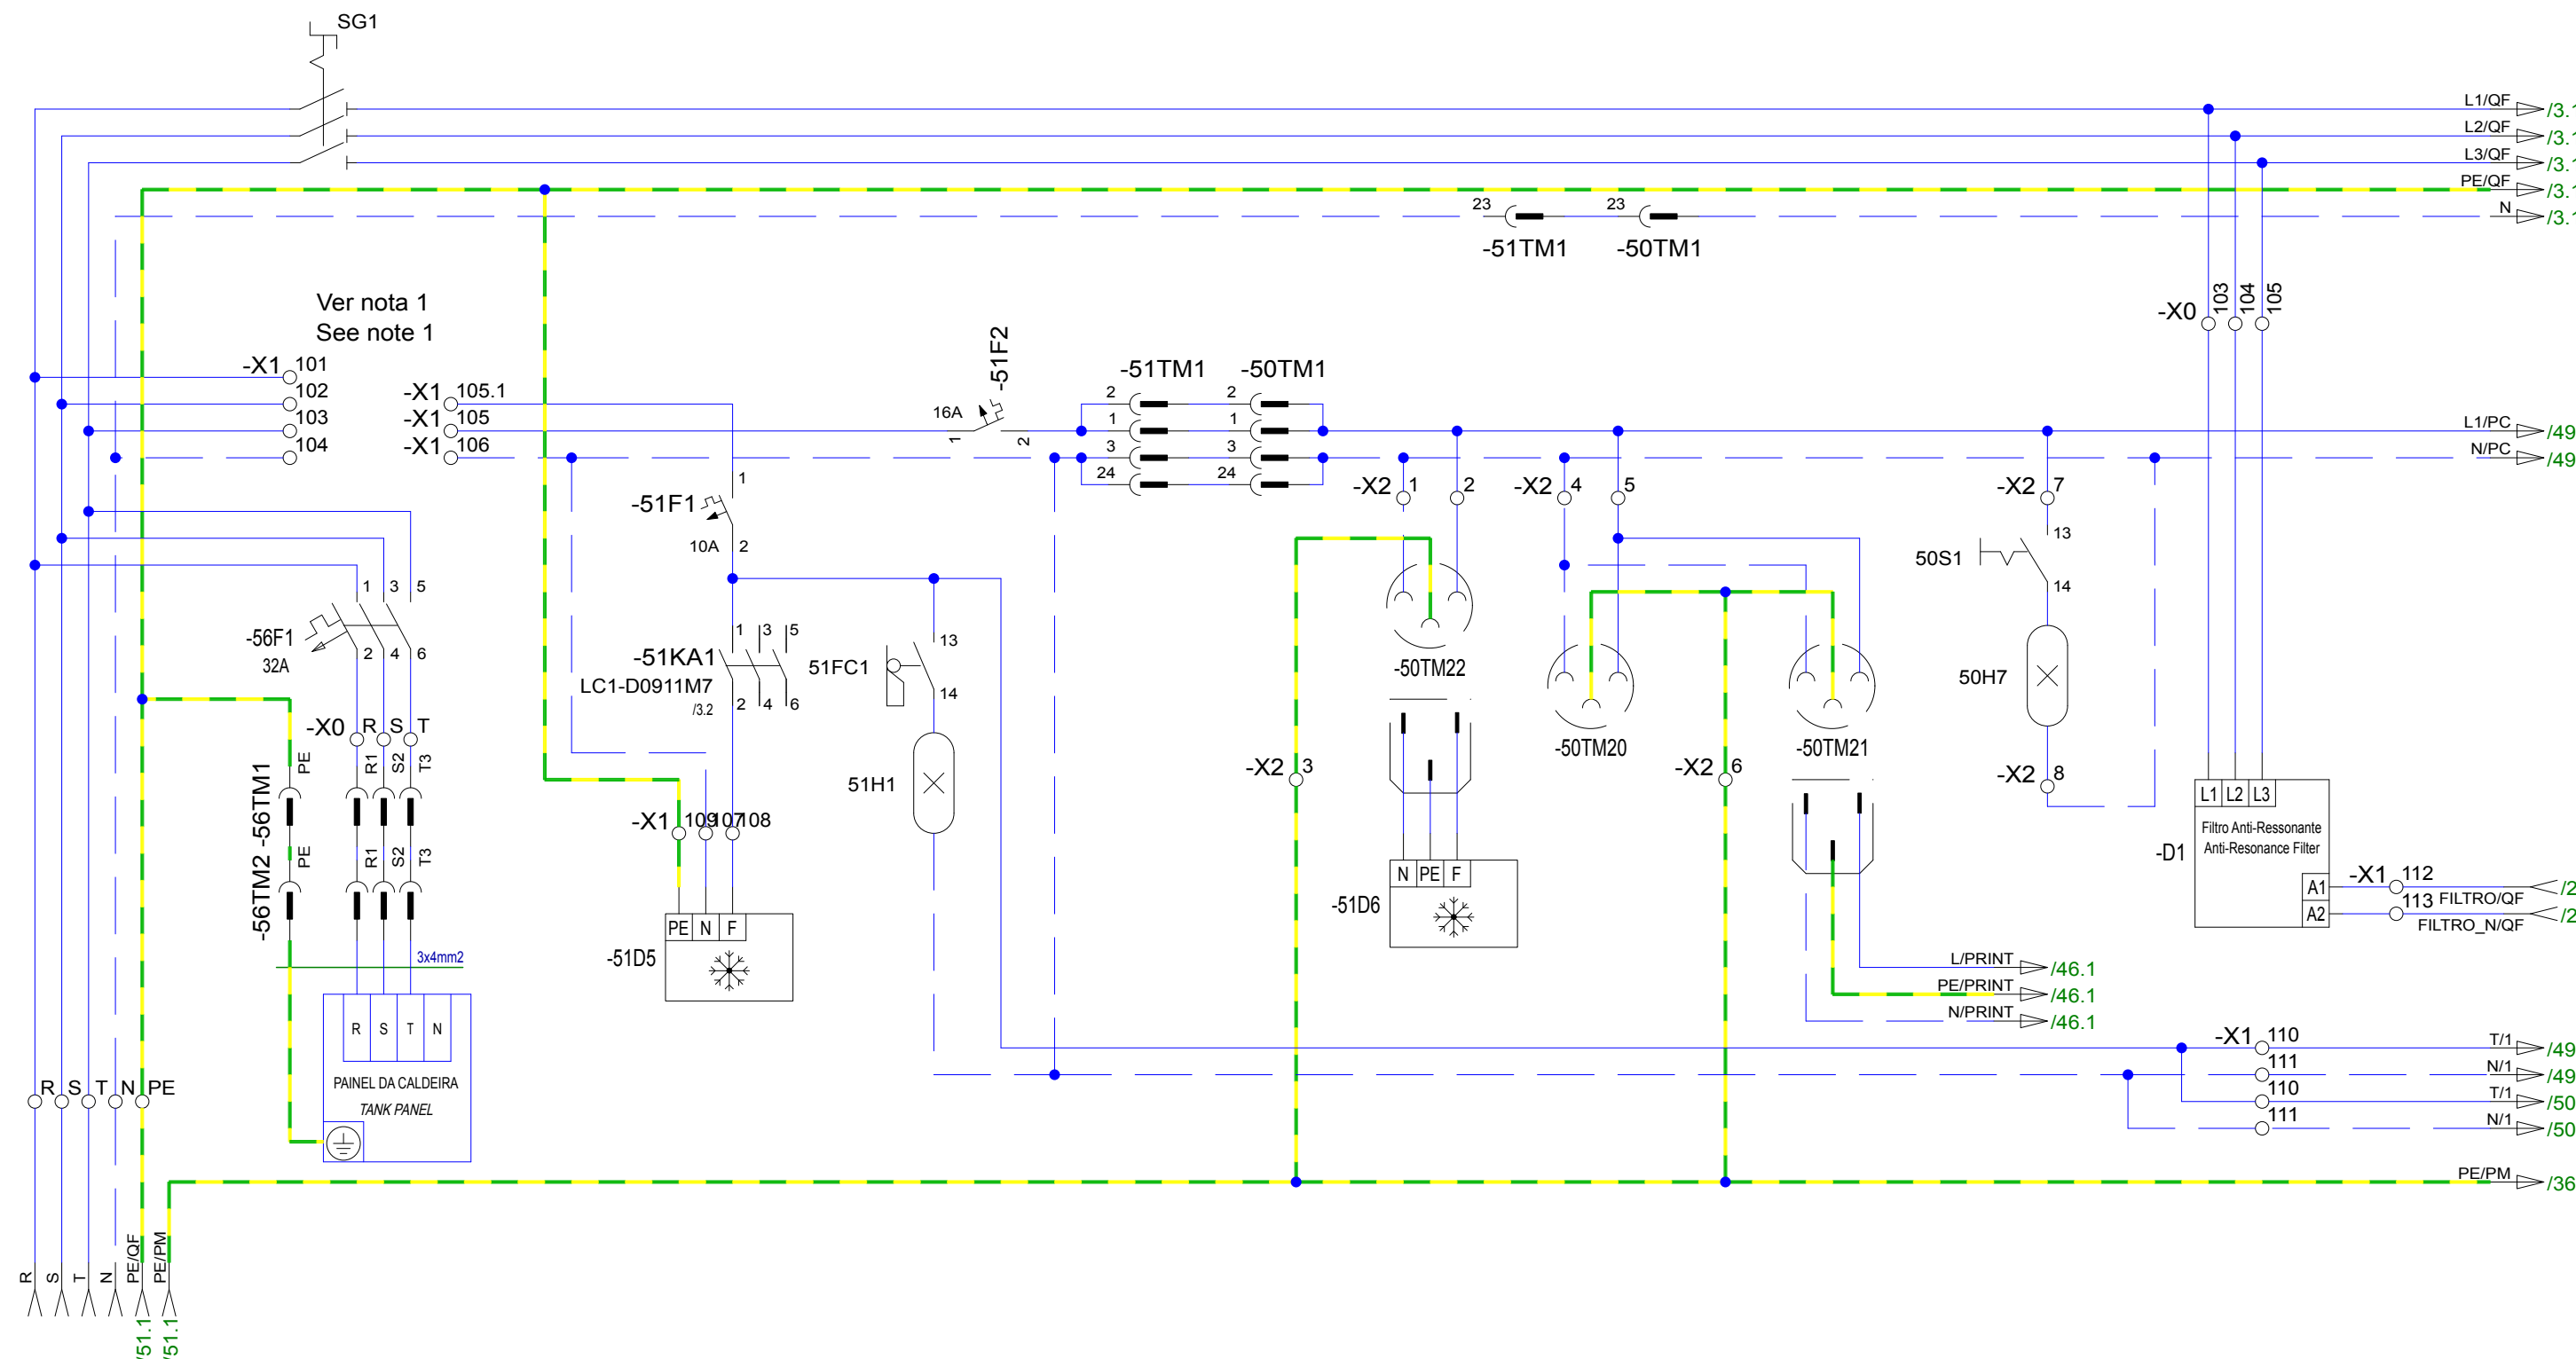 SG1
L1/QF
/3.1
L2/QF
/3.1
L3/QF
/3.1
PE/QF
/3.1
N
/3.1
23
23
-51TM1
-50TM1
Ver nota 1
See note 1
-X0
103
104
105
-X1
101
102
103
104
-X1
105.1
-X1
105
-X1
106
16A
-51F2
1
2
-51TM1
-50TM1
2
2
1
1
3
3
24
24
L1/PC
/49
N/PC
/49
-X2
1
2
-X2
4
5
-X2
7
1
-51F1
10A
2
13
50S1
14
1
3
5
-56F1
32A
2
4
6
-51KA1
LC1-D0911M7
/3.2
1
3
5
2
4
6
51FC1
13
14
-50TM22
50H7
-50TM20
-50TM21
-X0
R
S
T
PE
R1
S2
T3
-56TM2 -56TM1
PE
R1
S2
T3
51H1
-X2
3
-X2
6
-X2
8
-X1
109
107
108
L1
L2
L3
Filtro Anti-Ressonante
Anti-Resonance Filter
-D1
A1
A2
-X1
112
FILTRO/QF
/2
113
FILTRO_N/QF
/2
N
PE
F
-51D6
PE
N
F
-51D5
3x4mm2
L/PRINT
/46.1
PE/PRINT
/46.1
N/PRINT
/46.1
R
S
T
N
PAINEL DA CALDEIRA
TANK PANEL
-X1
110
T/1
/49
111
N/1
/49
110
T/1
/50
111
N/1
/50
R
S
T
N
PE
PE/PM
/36
R
S
T
N
PE/QF
PE/PM
/51.1
/51.1